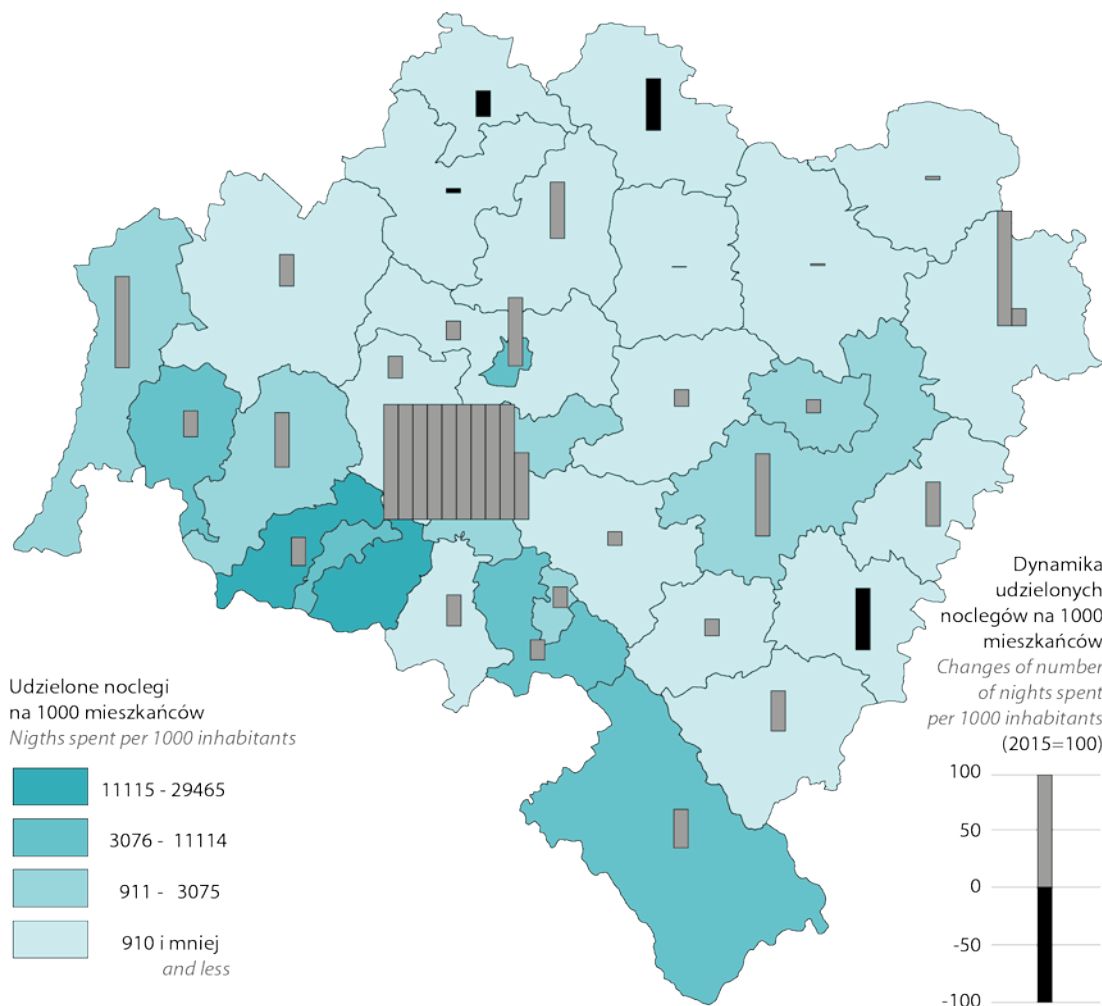 Udzielone noclegi
na 1000 mieszkańców
Nigths spent per 1000 inhabitants
11115 - 29465
3076 - 11114
911 - 3075
910 i mniej
and less
Dynamika
udzielonych
noclegów na 1000
mieszkańców
Changes of number
of nights spent
per 1000 inhabitants
(2015=100)
100
50
0
-50
-100